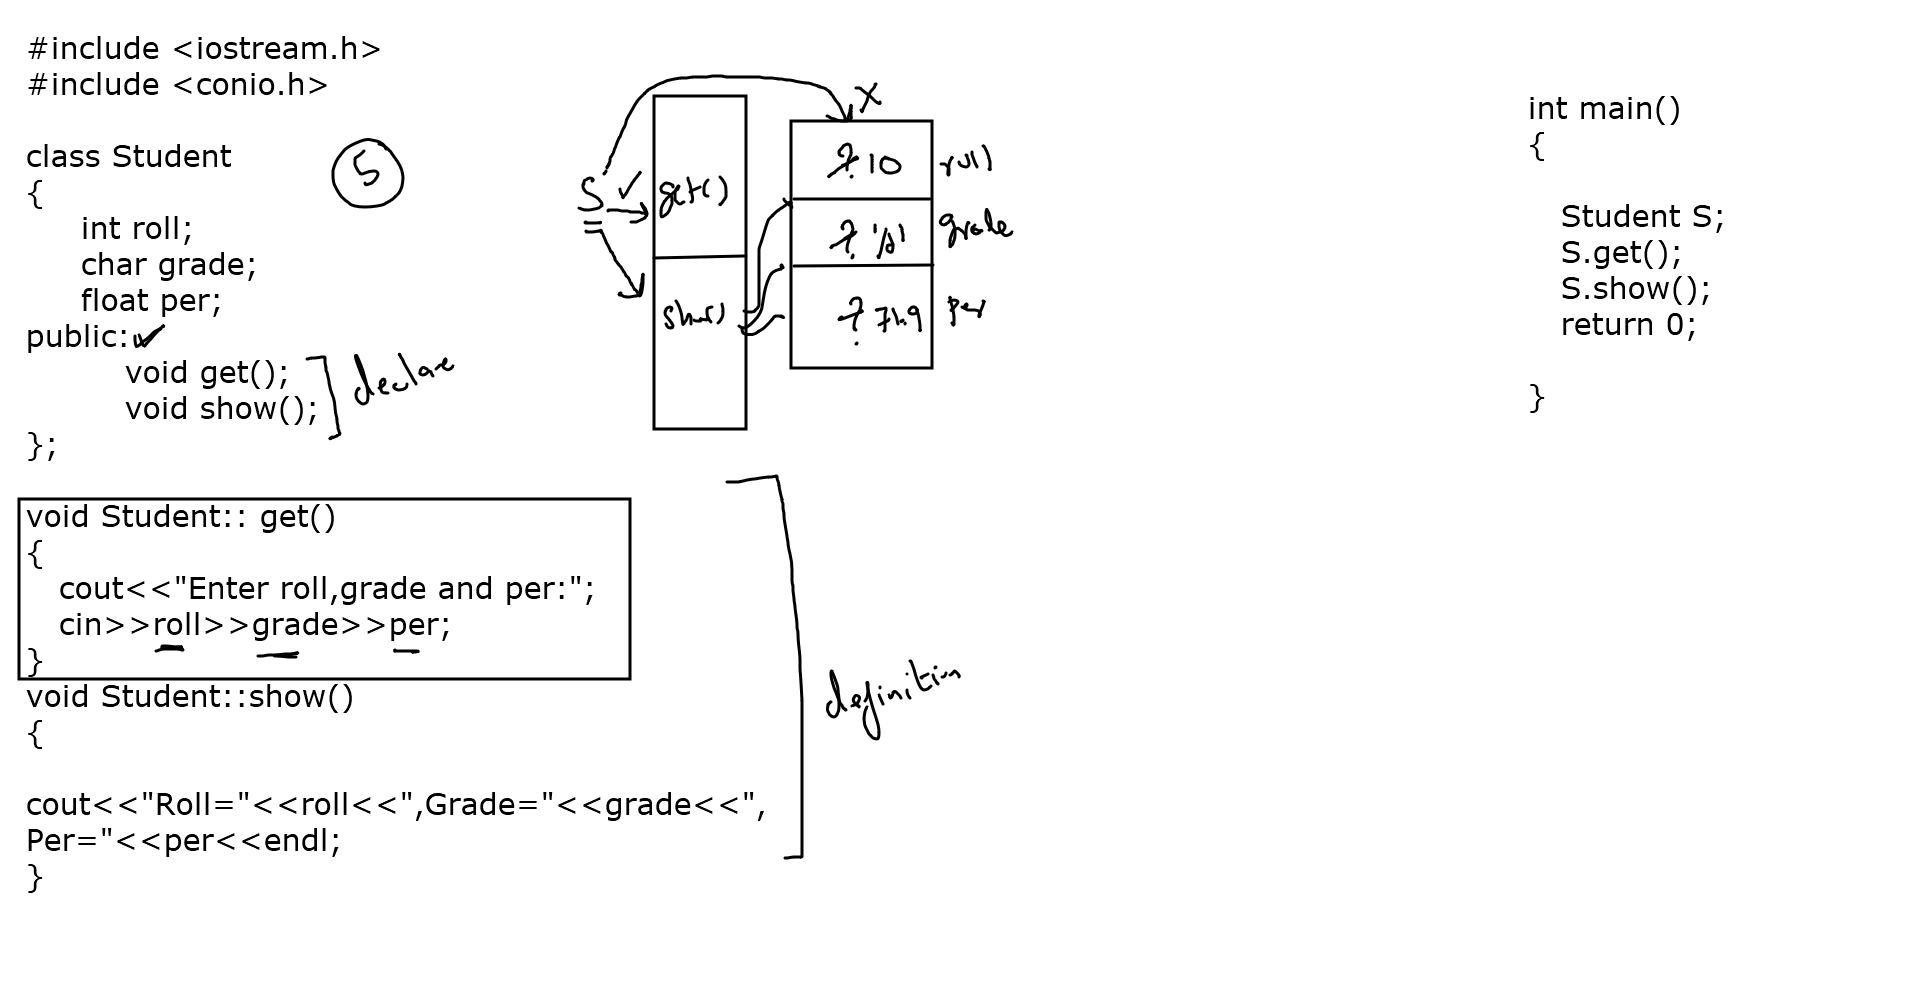 #include <iostream.h>
#include <conio.h>
class Student
{
int roll;
char grade;
float per;
public:
void get();
void show();
};
declare
5
void Student:: get()
{
cout<<"Enter roll,grade and per:";
cin>>roll>>grade>>per;
}
void Student::show()
{
cout<<"Roll="<<roll<<",Grade="<<grade<<",
Per="<<per<<endl;
}
S
get()
X
? 10 roll
? 'A' grade
? 71.9 per
definition
int main()
{
Student S;
S.get();
S.show();
return 0;
}